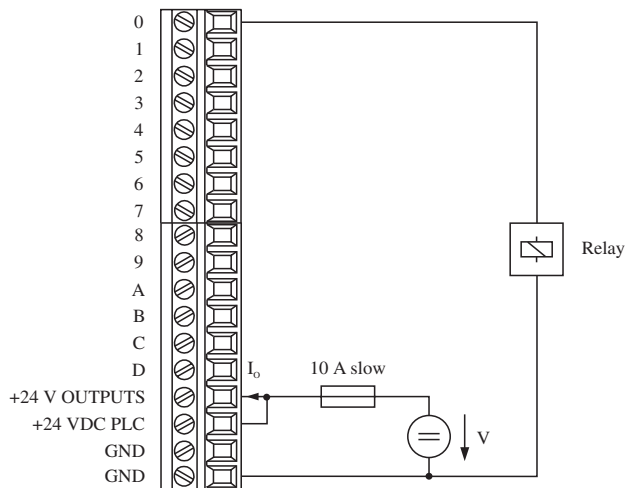 0
1
2
3
4
5
6
7
8
9
A
B
C
D
+24 V OUTPUTS
+24 VDC PLC
GND
GND
Relay
I₀
10 A slow
V